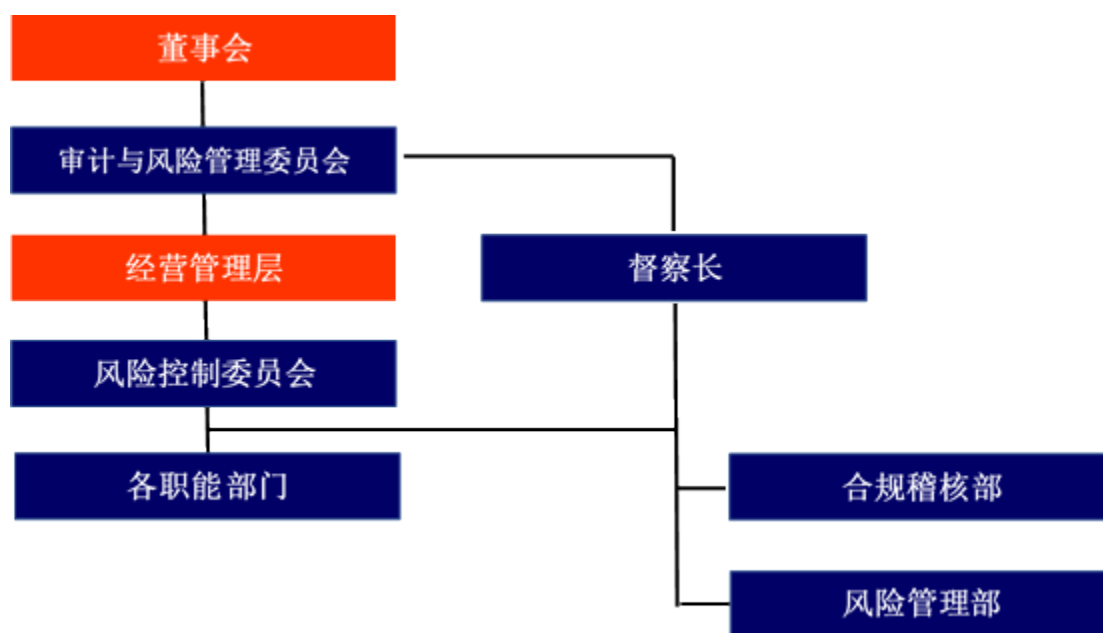 董事会
审计与风险管理委员会
经营管理层
督察长
风险控制委员会
各职能部门
合规稽核部
风险管理部